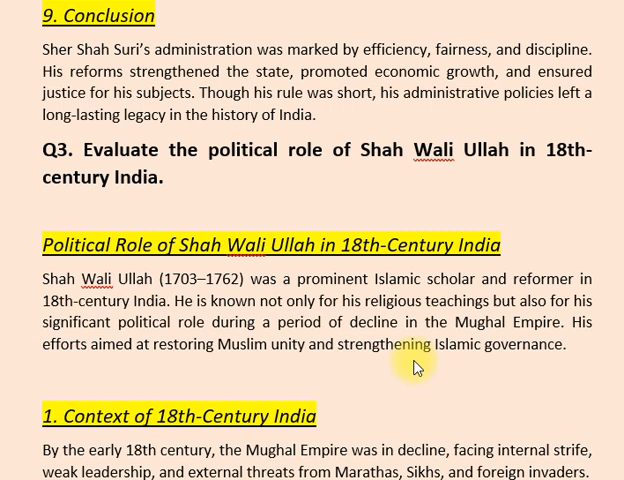 9. Conclusion
Sher Shah Suri’s administration was marked by efficiency, fairness, and discipline.
His reforms strengthened the state, promoted economic growth, and ensured
justice for his subjects. Though his rule was short, his administrative policies left a
long-lasting legacy in the history of India.
Q3. Evaluate the political role of Shah Wali Ullah in 18th-
century India.
Political Role of Shah Wali Ullah in 18th-Century India
Shah Wali Ullah (1703–1762) was a prominent Islamic scholar and reformer in
18th-century India. He is known not only for his religious teachings but also for his
significant political role during a period of decline in the Mughal Empire. His
efforts aimed at restoring Muslim unity and strengthening Islamic governance.
1. Context of 18th-Century India
By the early 18th century, the Mughal Empire was in decline, facing internal strife,
weak leadership, and external threats from Marathas, Sikhs, and foreign invaders.